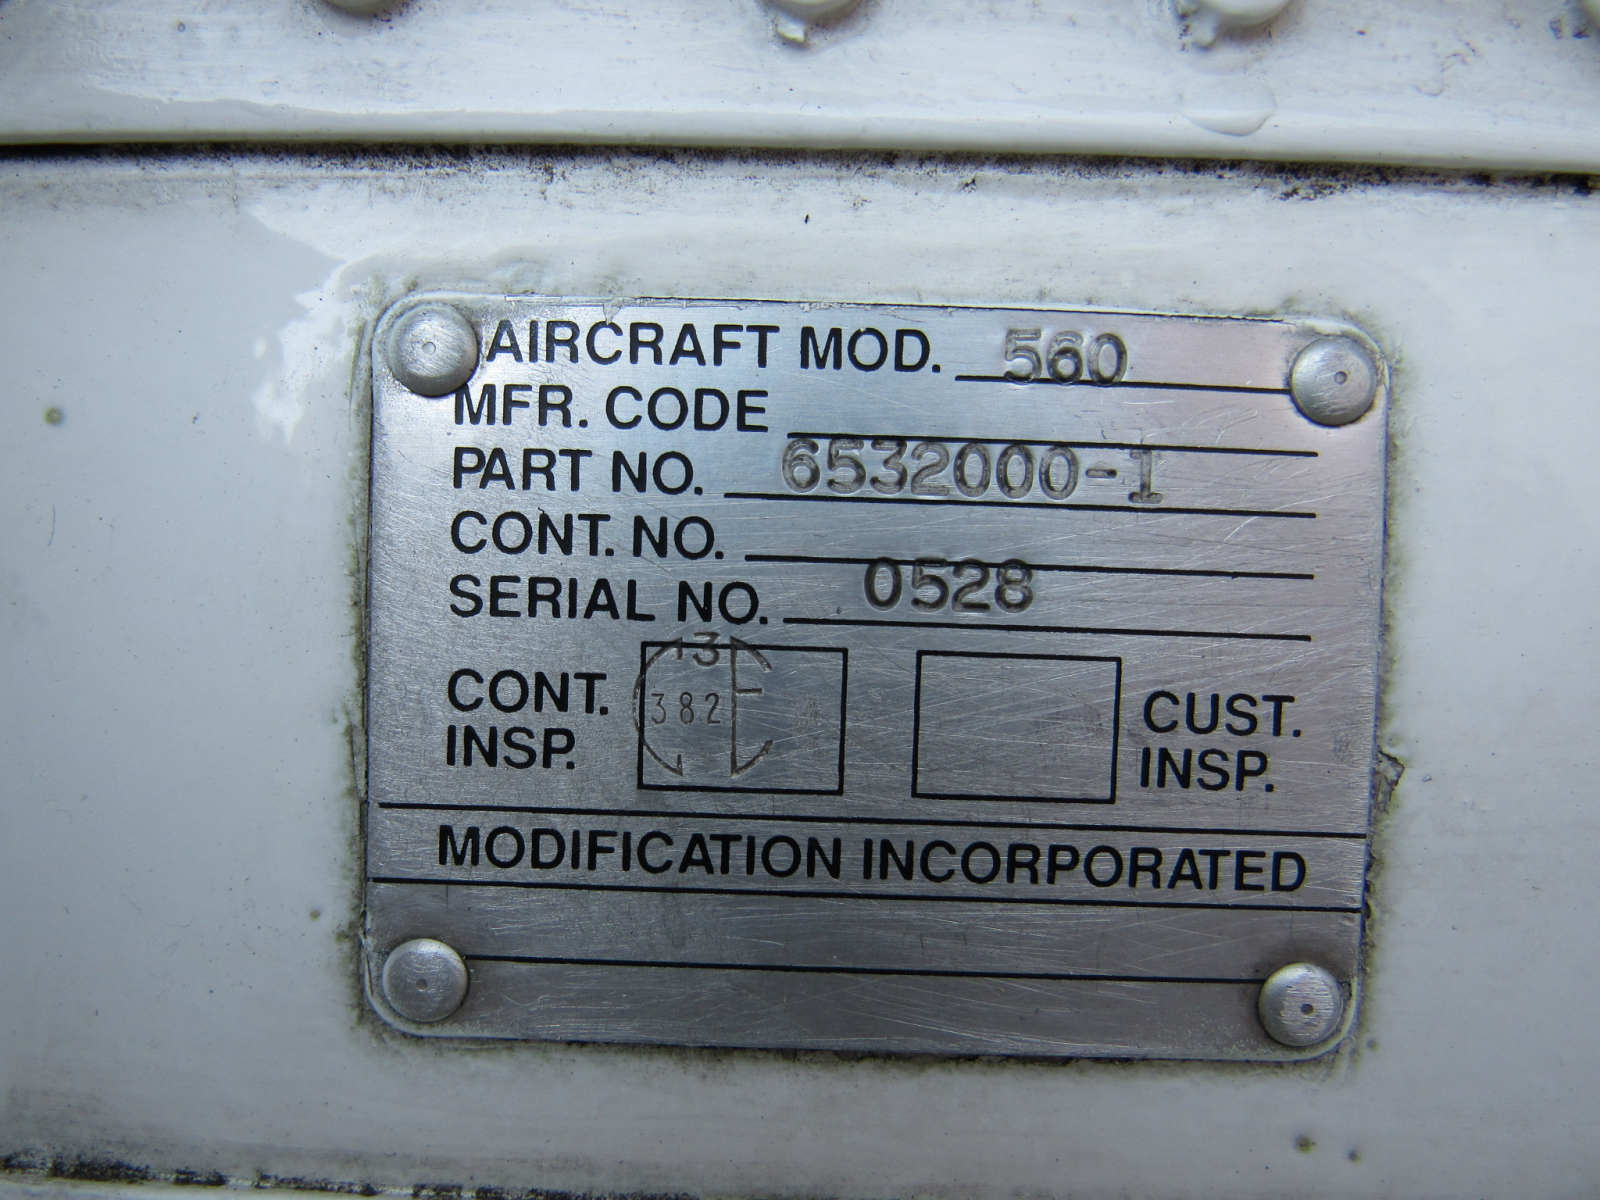 AIRCRAFT MOD. 560
MFR. CODE
PART NO. 6532000-1
CONT. NO.
SERIAL NO. 0528
CONT. INSP.
13
382
CE
CUST. INSP.
MODIFICATION INCORPORATED